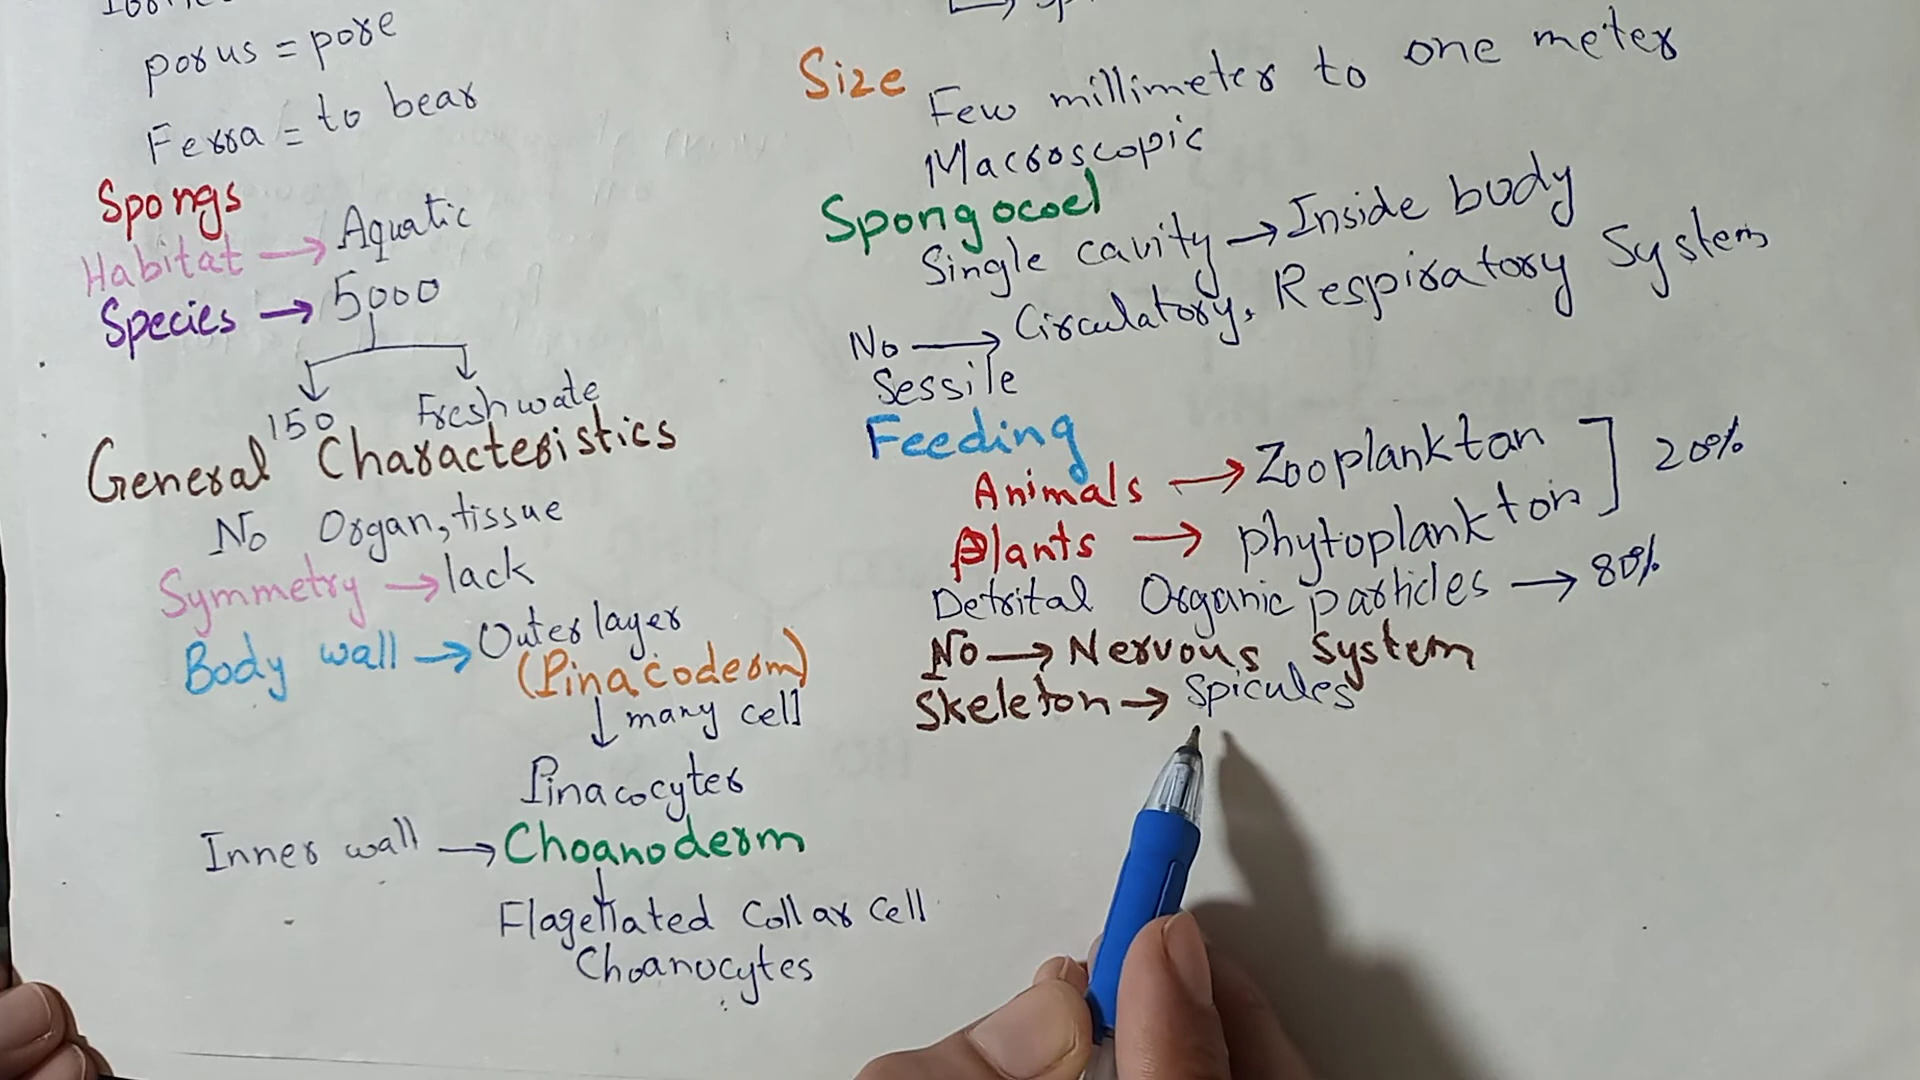 porus = pore
Ferra = to bear
Spongs
Habitat → Aquatic
Species → 5000
150 Freshwate
General Characteristics
No Organ, tissue
Symmetry → lack
Body wall → Outer layer
(Pinacoderm)
↓ many cell
Pinacocytes
Inner wall → Choanoderm
Flagellated Collar Cell
Choanocytes
Size
Few millimeter to one meter
Macroscopic
Spongocoel
Single cavity → Inside body
No → Circulatory, Respiratory System
Sessile
Feeding
Animals → Zooplanktan
Plants → phytoplankton ] 20%
Detrital Organic particles → 80%
No → Nervous System
Skeleton → Spicules